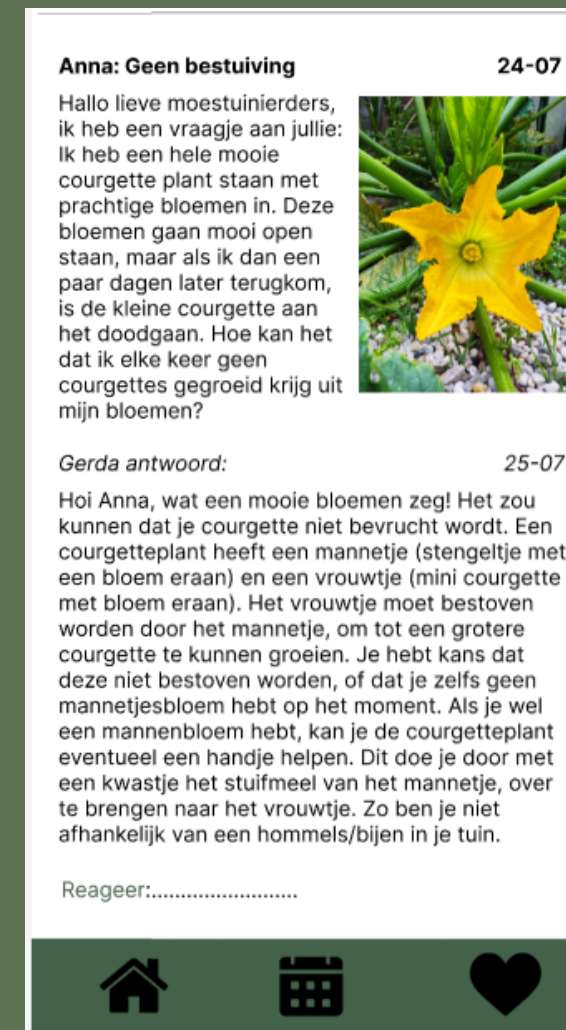 Anna: Geen bestuiving 24-07
Hallo lieve moestuinierders,
ik heb een vraagje aan jullie:
Ik heb een hele mooie
courgette plant staan met
prachtige bloemen in. Deze
bloemen gaan mooi open
staan, maar als ik dan een
paar dagen later terugkom,
is de kleine courgette aan
het doodgaan. Hoe kan het
dat ik elke keer geen
courgettes gegroeid krijg uit
mijn bloemen?
Gerda antwoord: 25-07
Hoi Anna, wat een mooie bloemen zeg! Het zou
kunnen dat je courgette niet bevrucht wordt. Een
courgetteplant heeft een mannetje (stengeltje met
een bloem eraan) en een vrouwtje (mini courgette
met bloem eraan). Het vrouwtje moet bestoven
worden door het mannetje, om tot een grotere
courgette te kunnen groeien. Je hebt kans dat
deze niet bestoven worden, of dat je zelfs geen
mannetjesbloem hebt op het moment. Als je wel
een mannenbloem hebt, kan je de courgetteplant
eventueel een handje helpen. Dit doe je door met
een kwastje het stuifmeel van het mannetje, over
te brengen naar het vrouwtje. Zo ben je niet
afhankelijk van een hommels/bijen in je tuin.
Reageer:.........................